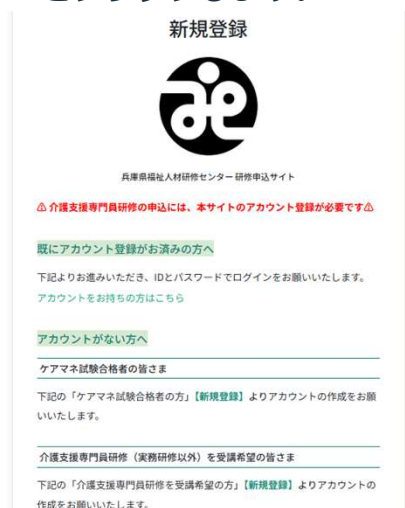 新規登録
兵庫県福祉人材研修センター 研修申込サイト
⚠ 介護支援専門員研修の申込には、本サイトのアカウント登録が必要です⚠
既にアカウント登録がお済みの方へ
下記よりお進みいただき、IDとパスワードでログインをお願いいたします。
アカウントをお持ちの方はこちら
アカウントがない方へ
ケアマネ試験合格者の皆さま
下記の「ケアマネ試験合格者の方」【新規登録】よりアカウントの作成をお願
いいたします。
介護支援専門員研修（実務研修以外）を受講希望の皆さま
下記の「介護支援専門員研修を受講希望の方」【新規登録】よりアカウントの
作成をお願いいたします。